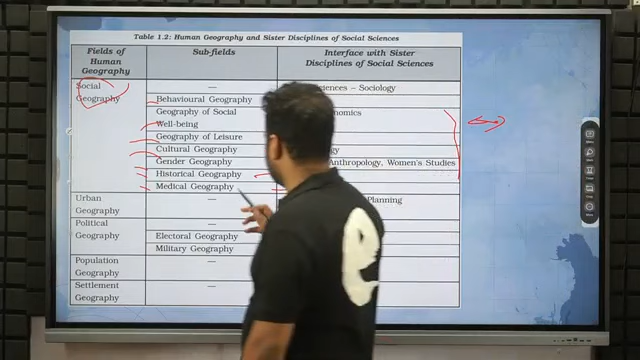 Table 1.2: Human Geography and Sister Disciplines of Social Sciences
Fields of Human Geography
Sub-fields
Interface with Sister Disciplines of Social Sciences
Social Geography
—
Sciences – Sociology
Behavioural Geography
Geography of Social Well-being
Geography of Leisure
Cultural Geography
Gender Geography
Anthropology, Women's Studies
Historical Geography
Medical Geography
Urban Geography
—
Planning
Political Geography
—
Electoral Geography
Military Geography
Population Geography
—
Settlement Geography
—